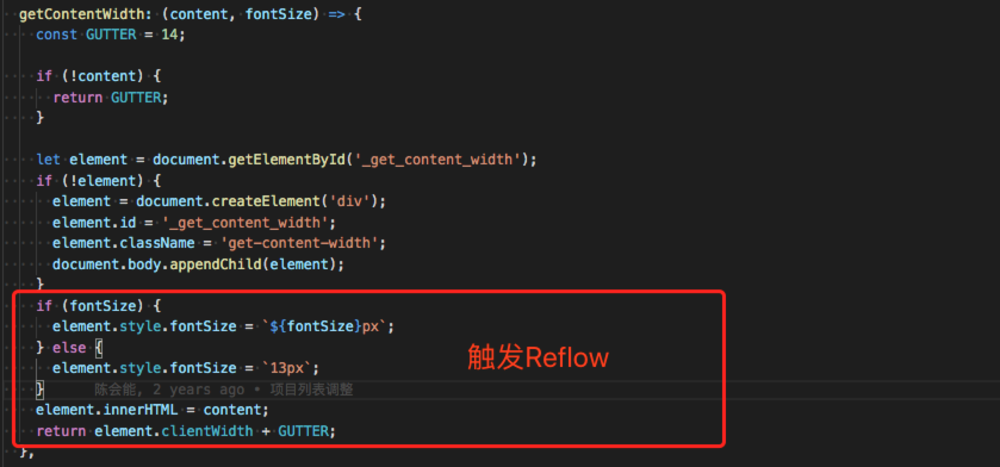 getContentWidth: (content, fontSize) => {
const GUTTER = 14;
if (!content) {
return GUTTER;
}
let element = document.getElementById('_get_content_width');
if (!element) {
element = document.createElement('div');
element.id = '_get_content_width';
element.className = 'get-content-width';
document.body.appendChild(element);
}
if (fontSize) {
element.style.fontSize = `${fontSize}px`;
} else {
element.style.fontSize = `13px`;
触发Reflow
} 陈会能, 2 years ago • 项目列表调整
element.innerHTML = content;
return element.clientWidth + GUTTER;
},